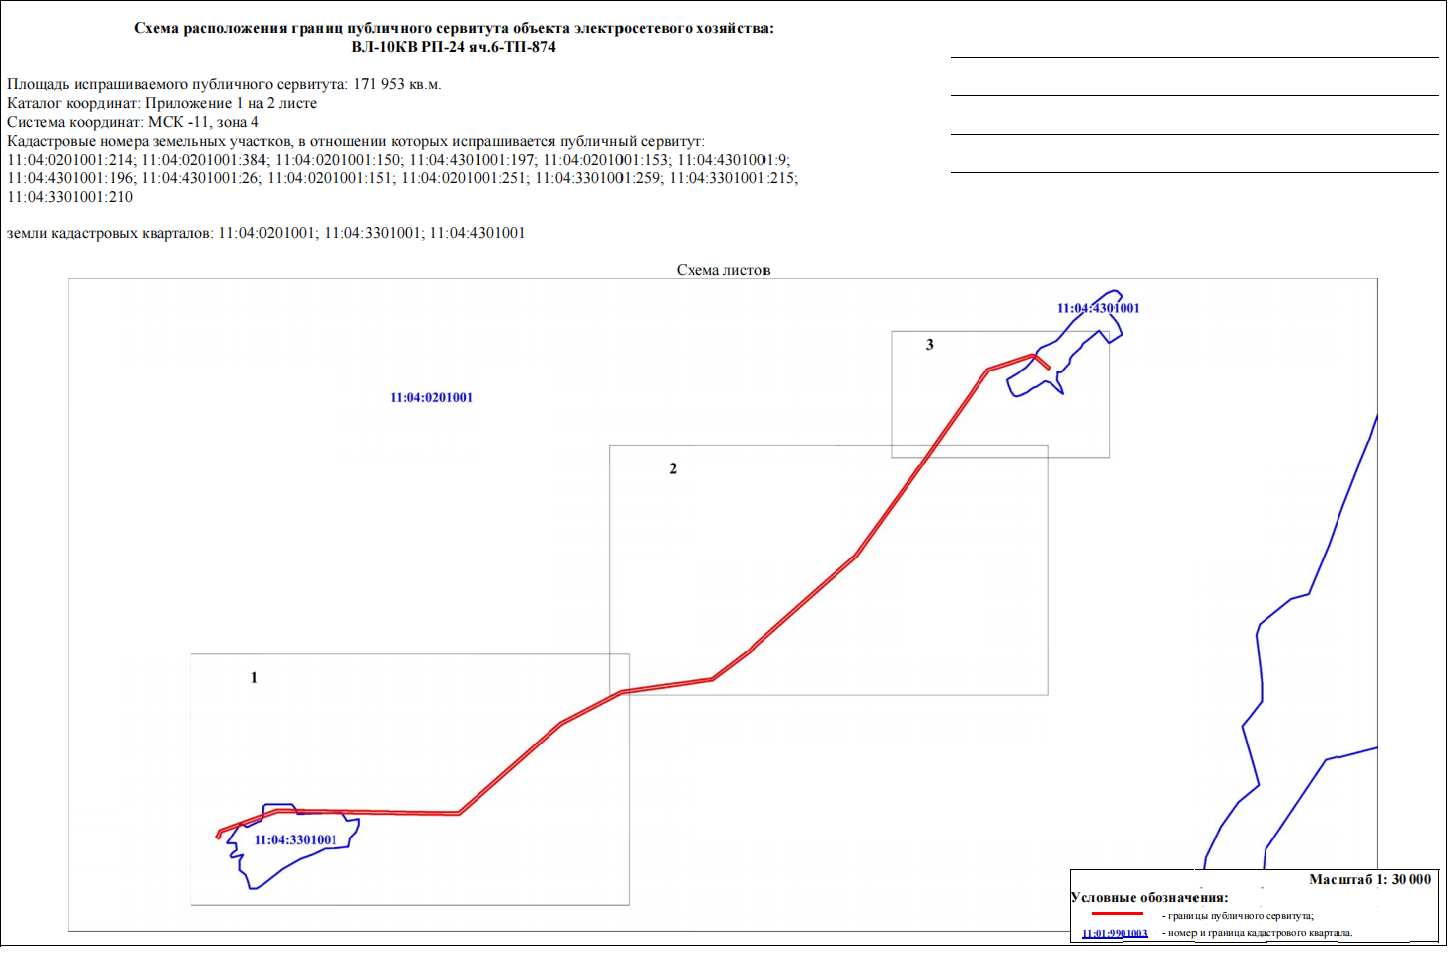 Схема расположения границ публичного сервитута объекта электросетевого хозяйства:
ВЛ-10КВ РП-24 яч.6-ТП-874
Площадь испрашиваемого публичного сервитута: 171 953 кв.м.
Каталог координат: Приложение 1 на 2 листе
Система координат: МСК -11, зона 4
Кадастровые номера земельных участков, в отношении которых испрашивается публичный сервитут:
11:04:0201001:214; 11:04:0201001:384; 11:04:0201001:150; 11:04:4301001:197; 11:04:0201001:153; 11:04:4301001:9;
11:04:4301001:196; 11:04:4301001:26; 11:04:0201001:151; 11:04:0201001:251; 11:04:3301001:259; 11:04:3301001:215;
11:04:3301001:210
земли кадастровых кварталов: 11:04:0201001; 11:04:3301001; 11:04:4301001
Схема листов
11:04:4301001
3
11:04:0201001
2
1
11:04:3301001
Масштаб 1: 30 000
Условные обозначения:
- границы публичного сервитута;
11:01:9901003 - номер и граница кадастрового квартала.